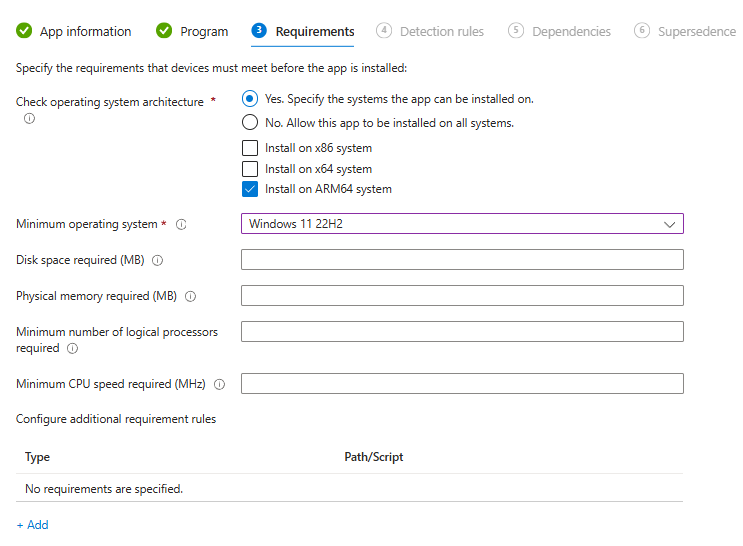 App information Program 3 Requirements 4 Detection rules 5 Dependencies 6 Supersedence
Specify the requirements that devices must meet before the app is installed:
Check operating system architecture *
Yes. Specify the systems the app can be installed on.
No. Allow this app to be installed on all systems.
Install on x86 system
Install on x64 system
Install on ARM64 system
Minimum operating system * Windows 11 22H2
Disk space required (MB)
Physical memory required (MB)
Minimum number of logical processors
required
Minimum CPU speed required (MHz)
Configure additional requirement rules
Type Path/Script
No requirements are specified.
+ Add